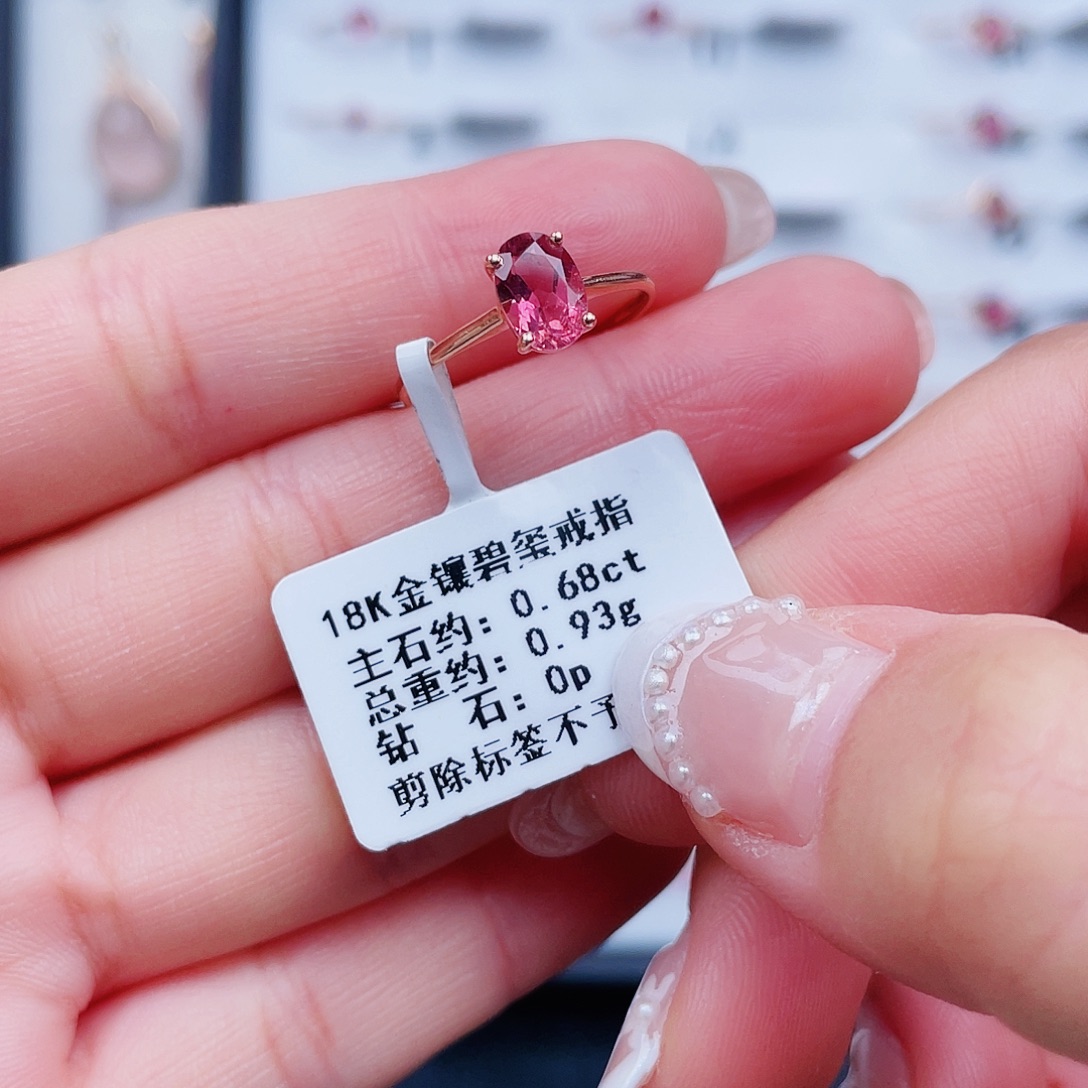 18K金镶碧玺戒指
主石约：0.68ct
总重约：0.93g
钻 石：0p
剪除标签不予